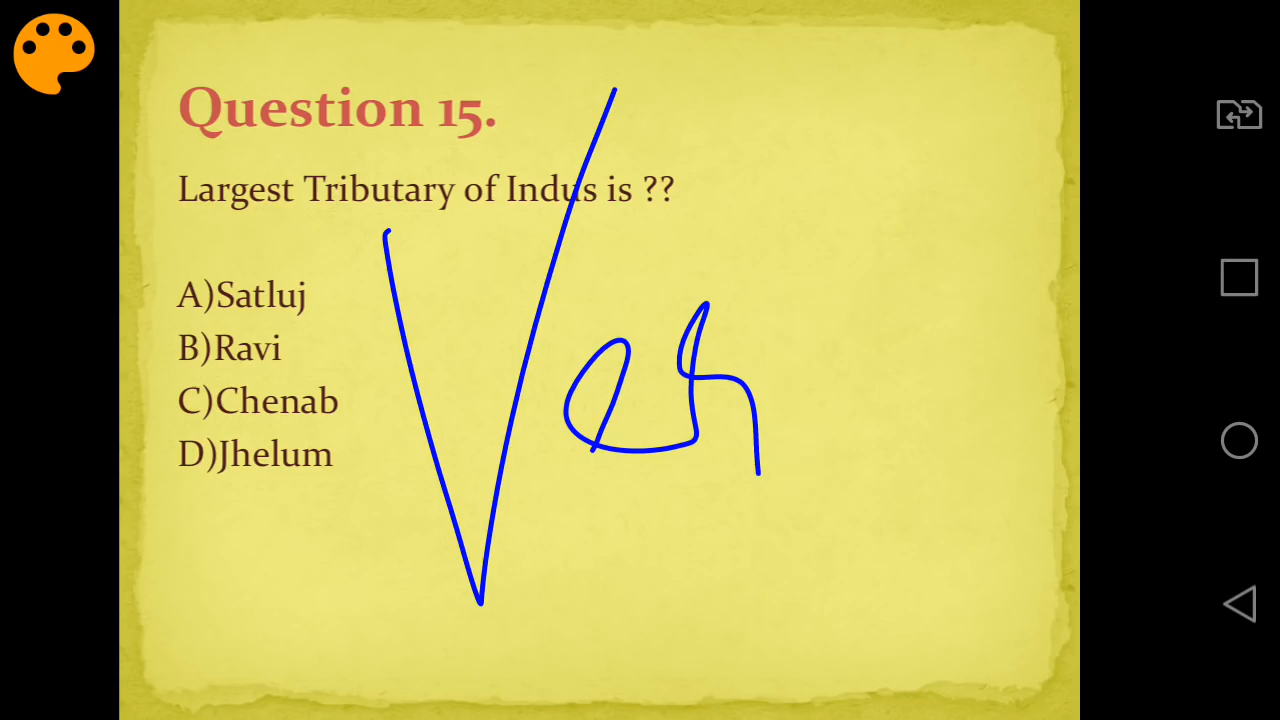 Question 15.
Largest Tributary of Indus is ??
A)Satluj
B)Ravi
C)Chenab
D)Jhelum